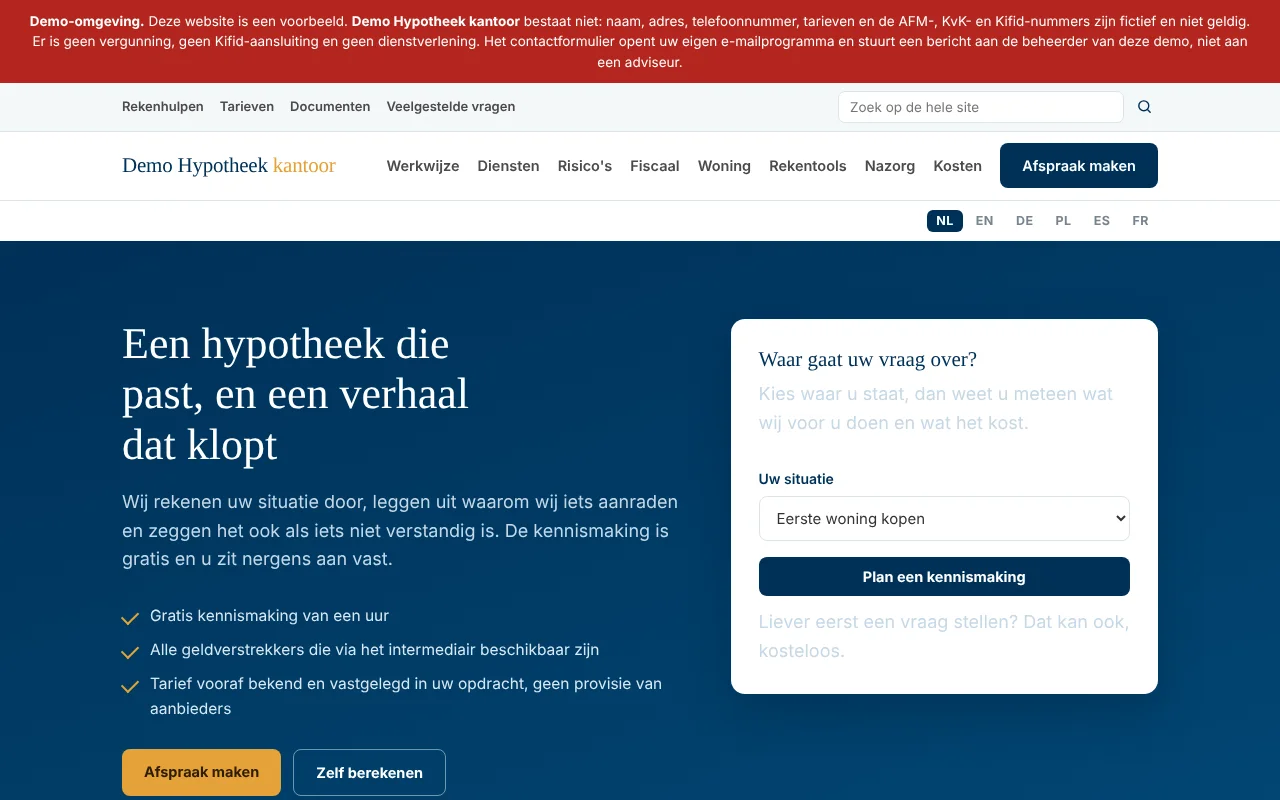 Demo-omgeving. Deze website is een voorbeeld. Demo Hypotheek kantoor bestaat niet: naam, adres, telefoonnummer, tarieven en de AFM-, KvK- en Kifid-nummers zijn fictief en niet geldig.
Er is geen vergunning, geen Kifid-aansluiting en geen dienstverlening. Het contactformulier opent uw eigen e-mailprogramma en stuurt een bericht aan de beheerder van deze demo, niet aan
een adviseur.
Rekenhulpen Tarieven Documenten Veelgestelde vragen Zoek op de hele site
Demo Hypotheek kantoor Werkwijze Diensten Risico's Fiscaal Woning Rekentools Nazorg Kosten Afspraak maken
NL EN DE PL ES FR
Een hypotheek die
past, en een verhaal
dat klopt
Wij rekenen uw situatie door, leggen uit waarom wij iets aanraden
en zeggen het ook als iets niet verstandig is. De kennismaking is
gratis en u zit nergens aan vast.
Gratis kennismaking van een uur
Alle geldverstrekkers die via het intermediair beschikbaar zijn
Tarief vooraf bekend en vastgelegd in uw opdracht, geen provisie van
aanbieders
Afspraak maken Zelf berekenen
Waar gaat uw vraag over?
Kies waar u staat, dan weet u meteen wat
wij voor u doen en wat het kost.
Uw situatie
Eerste woning kopen
Plan een kennismaking
Liever eerst een vraag stellen? Dat kan ook,
kosteloos.